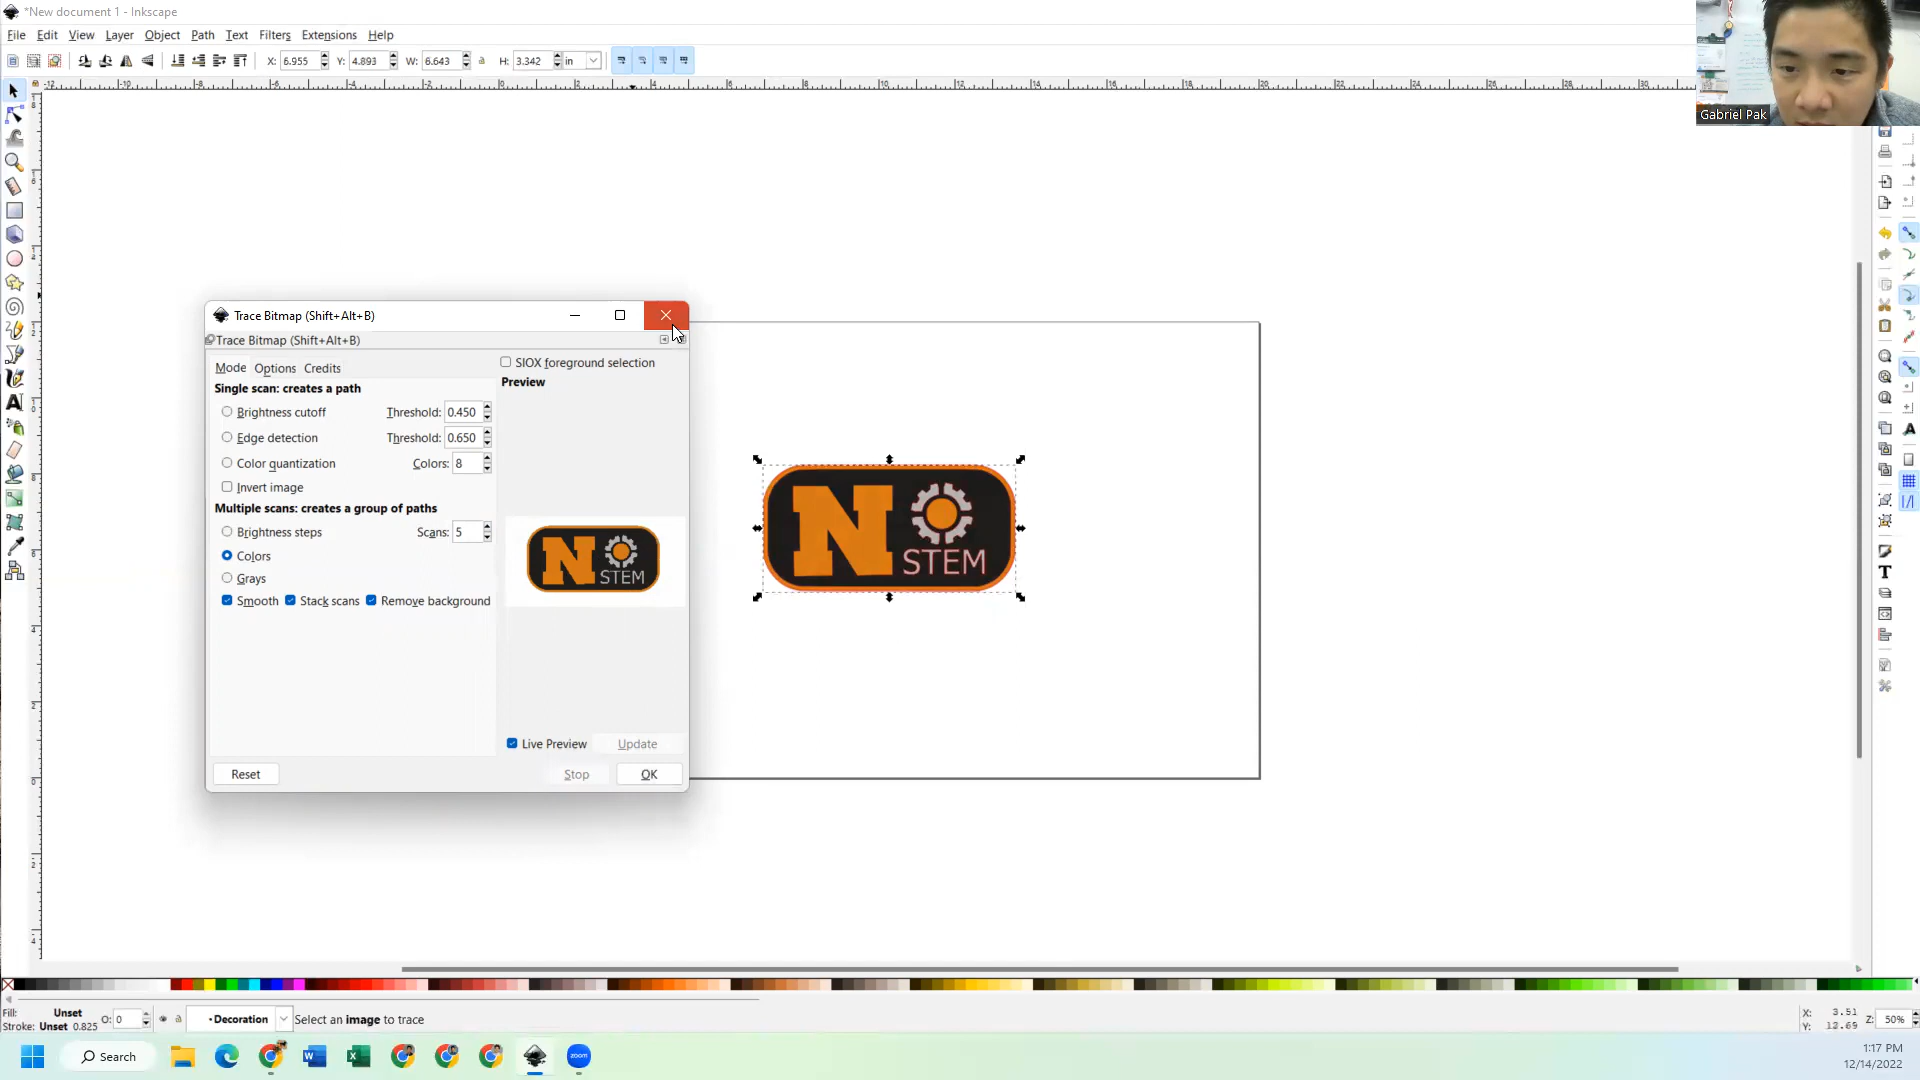 *New document 1 - Inkscape
File Edit View Layer Object Path Text Filters Extensions Help
X: 6.955 Y: 4.893 W: 6.643 H: 3.342 in
Gabriel Pak
Trace Bitmap (Shift+Alt+B)
Trace Bitmap (Shift+Alt+B)
Mode Options Credits
SIOX foreground selection
Preview
Single scan: creates a path
Brightness cutoff Threshold: 0.450
Edge detection Threshold: 0.650
Color quantization Colors: 8
Invert image
Multiple scans: creates a group of paths
Brightness steps Scans: 5
Colors
Grays
Smooth Stack scans Remove background
N STEM
N
STEM
Live Preview Update
Reset Stop OK
Fill: Unset
Stroke: Unset 0.825 O: 0
•Decoration Select an image to trace
X: 3.51
Y: 12.69
Z: 50%
Search
zoom
1:17 PM
12/14/2022